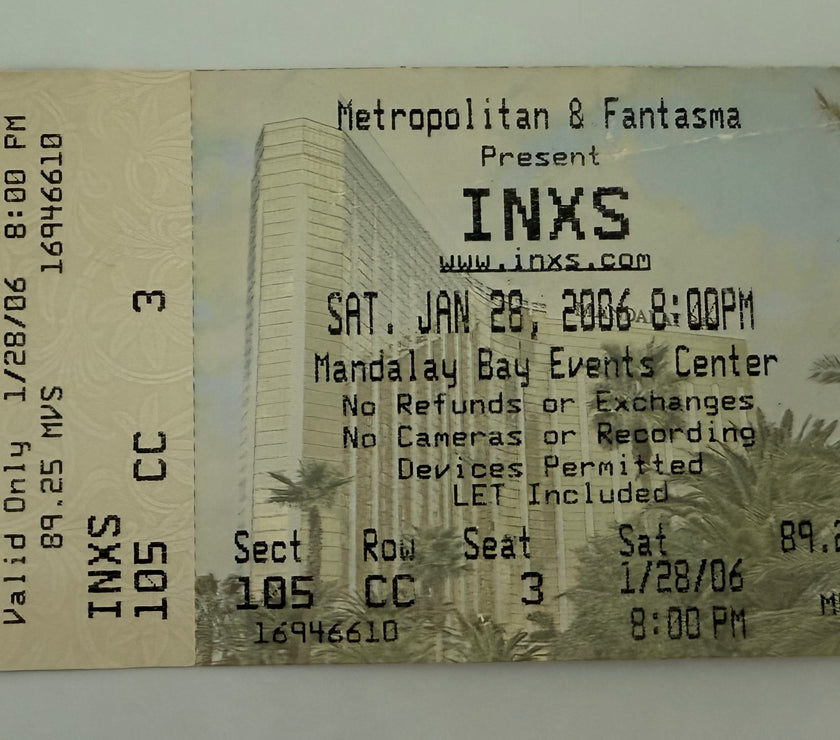 Valid Only 1/28/06 8:00 PM
89.25 MVS 16946610
INXS
105 CC 3
Metropolitan & Fantasma
Present
INXS
www.inxs.com
SAT. JAN 28, 2006 8:00PM
Mandalay Bay Events Center
No Refunds or Exchanges
No Cameras or Recording
Devices Permitted
LET Included
Sect Row Seat Sat
105 CC 3 1/28/06
16946610 8:00 PM